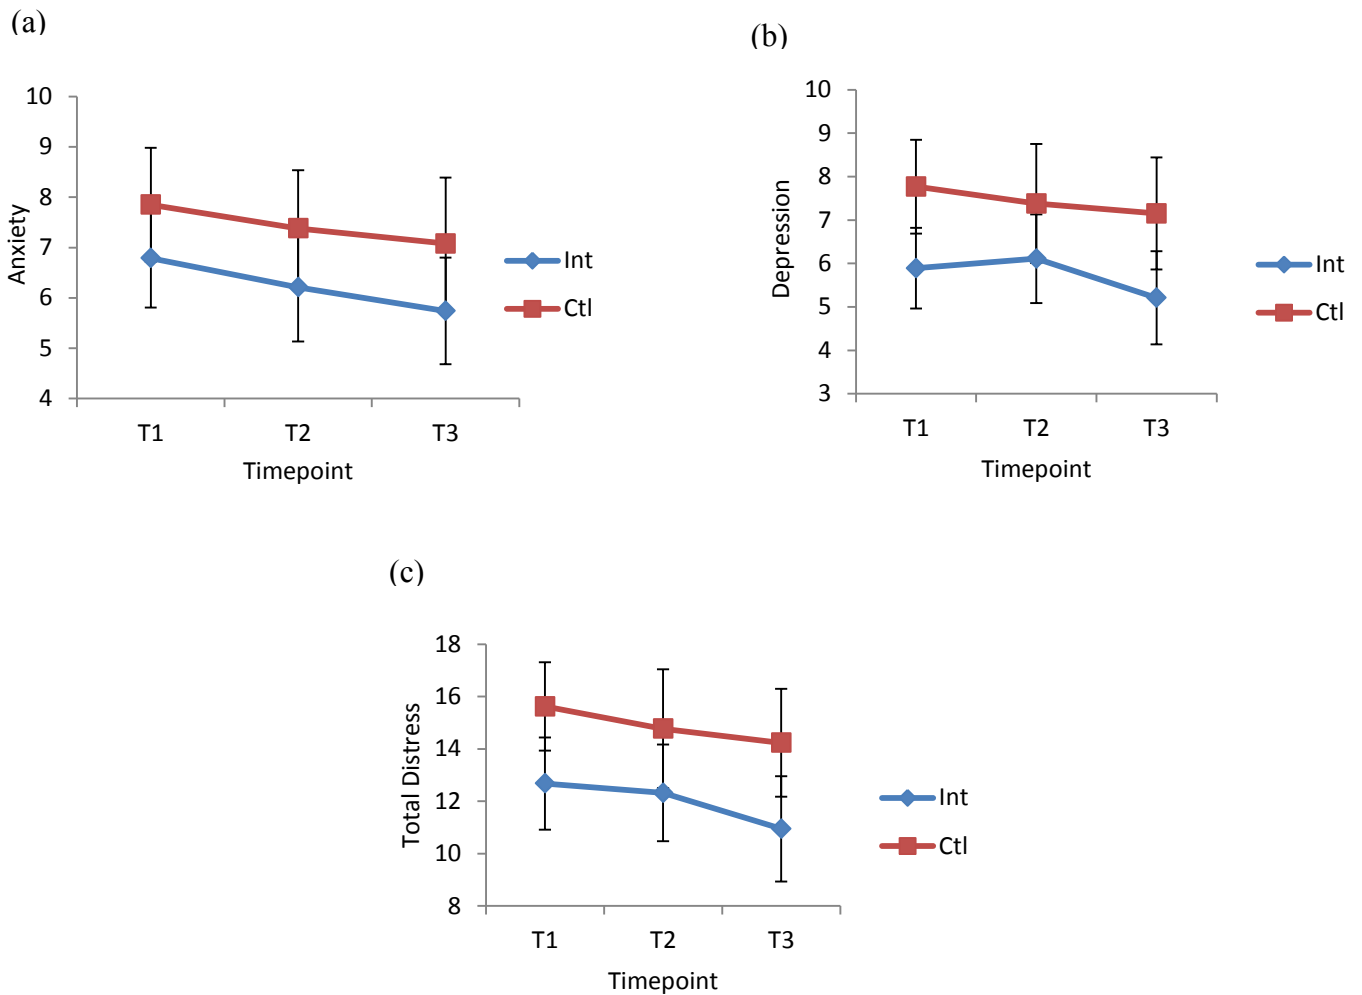 (a)
10
9
8
7
6
5
4
Anxiety
T1 T2 T3
Timepoint
Int
Ctl
(b)
10
9
8
7
6
5
4
3
Depression
T1 T2 T3
Timepoint
Int
Ctl
(c)
18
16
14
12
10
8
Total Distress
T1 T2 T3
Timepoint
Int
Ctl